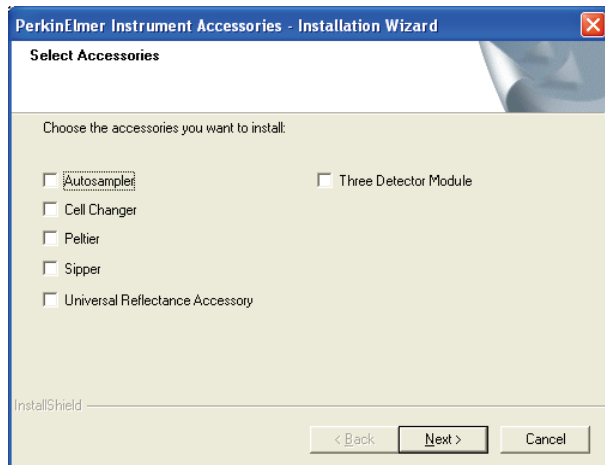 PerkinElmer Instrument Accessories - Installation Wizard
Select Accessories
Choose the accessories you want to install:
Autosampler
Three Detector Module
Cell Changer
Peltier
Sipper
Universal Reflectance Accessory
InstallShield
< Back
Next >
Cancel